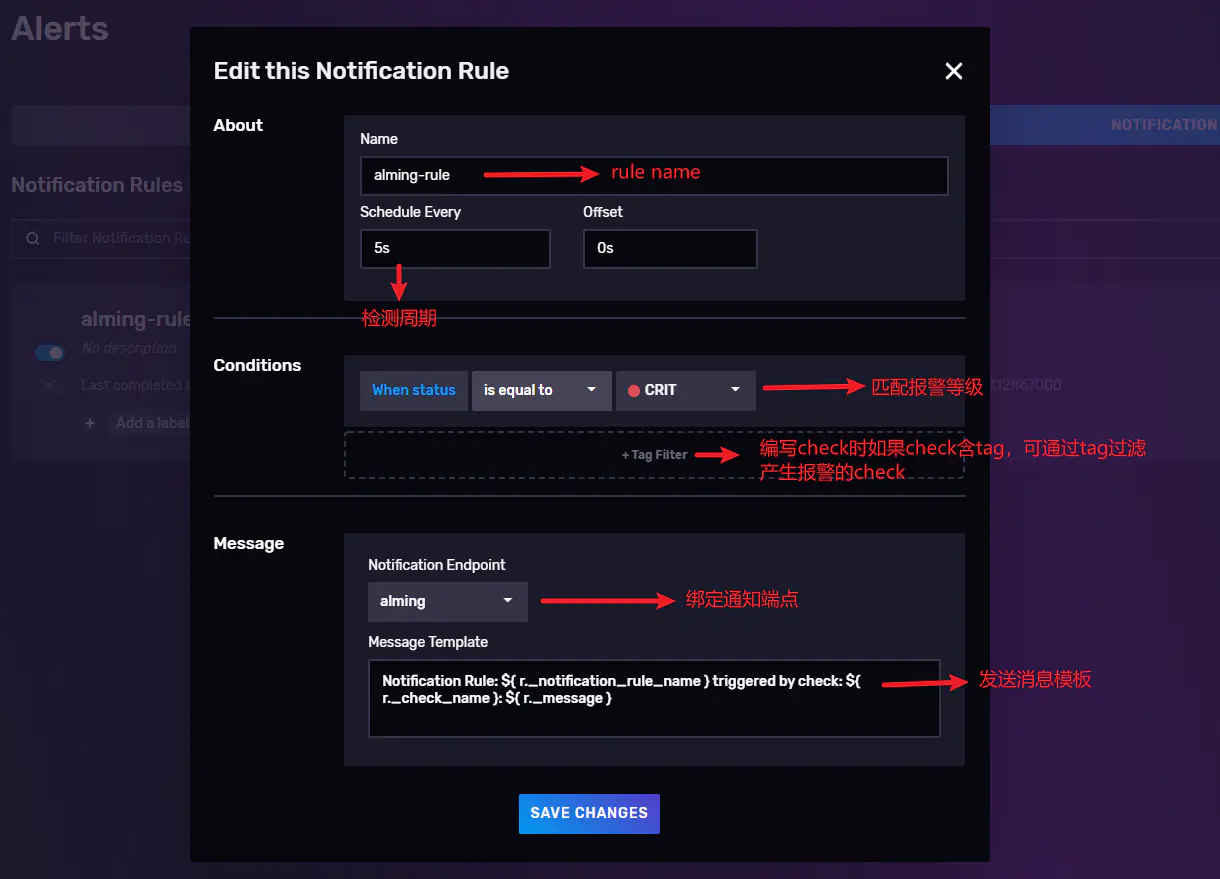 Alerts
Edit this Notification Rule
About
Name
NOTIFICATION
alming-rule
rule name
Notification Rules
Schedule Every
Offset
Filter Notification Ru
5s
0s
检测周期
alming-rule
No description
Last completed a
Add a label
Conditions
When status
is equal to
CRIT
匹配报警等级
12ff67000
+ Tag Filter
编写check时如果check含tag，可通过tag过滤
产生报警的check
Message
Notification Endpoint
alming
绑定通知端点
Message Template
Notification Rule: ${ r._notification_rule_name } triggered by check: ${
r._check_name }: ${ r._message }
发送消息模板
SAVE CHANGES